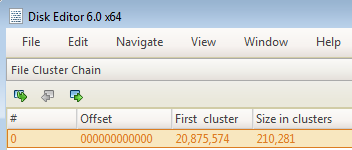 Disk Editor 6.0 x64
File Edit Navigate View Window Help
File Cluster Chain
# Offset First cluster Size in clusters
0 000000000000 20,875,574 210,281